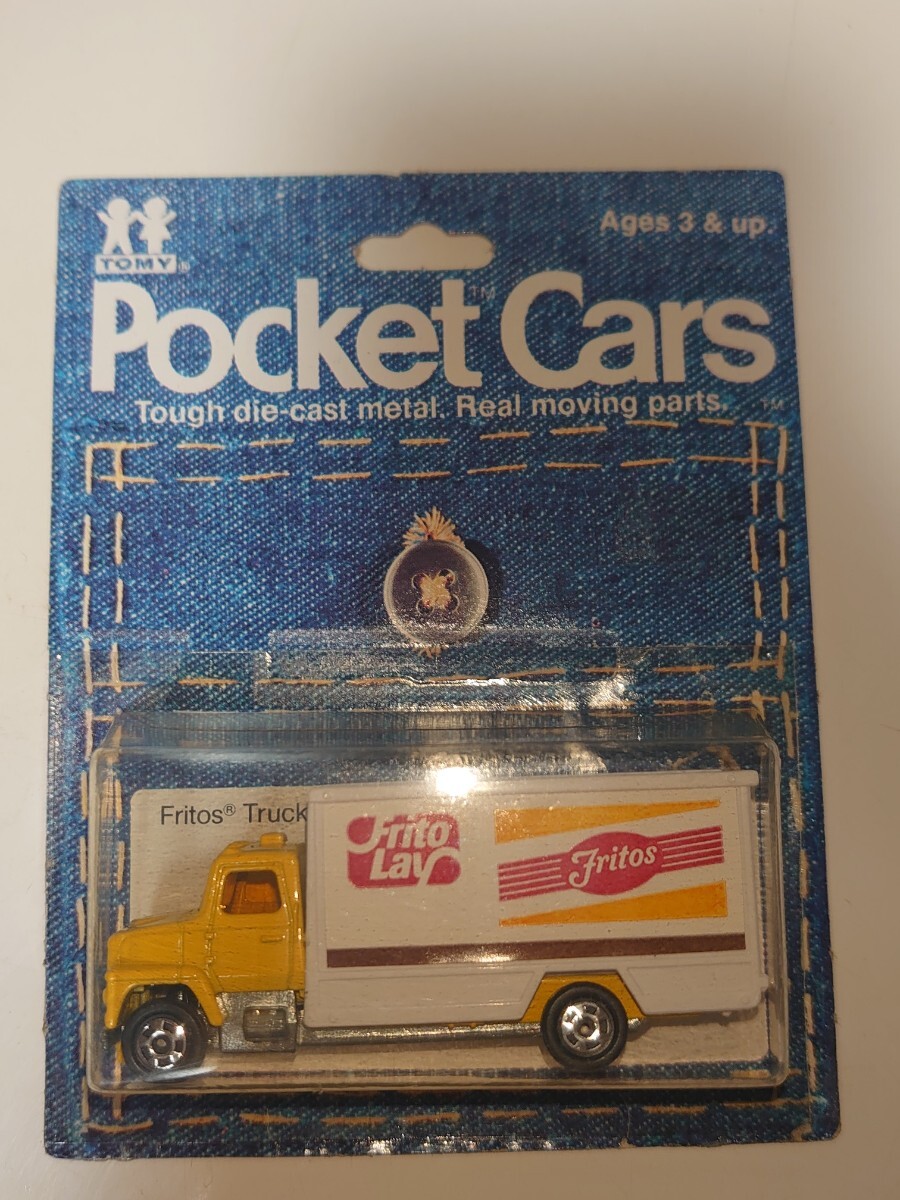 Ages 3 & up.
TOMY®
Pocket™ Cars
Tough die-cast metal. Real moving parts.™
Fritos® Truck
Frito
Lay
Fritos